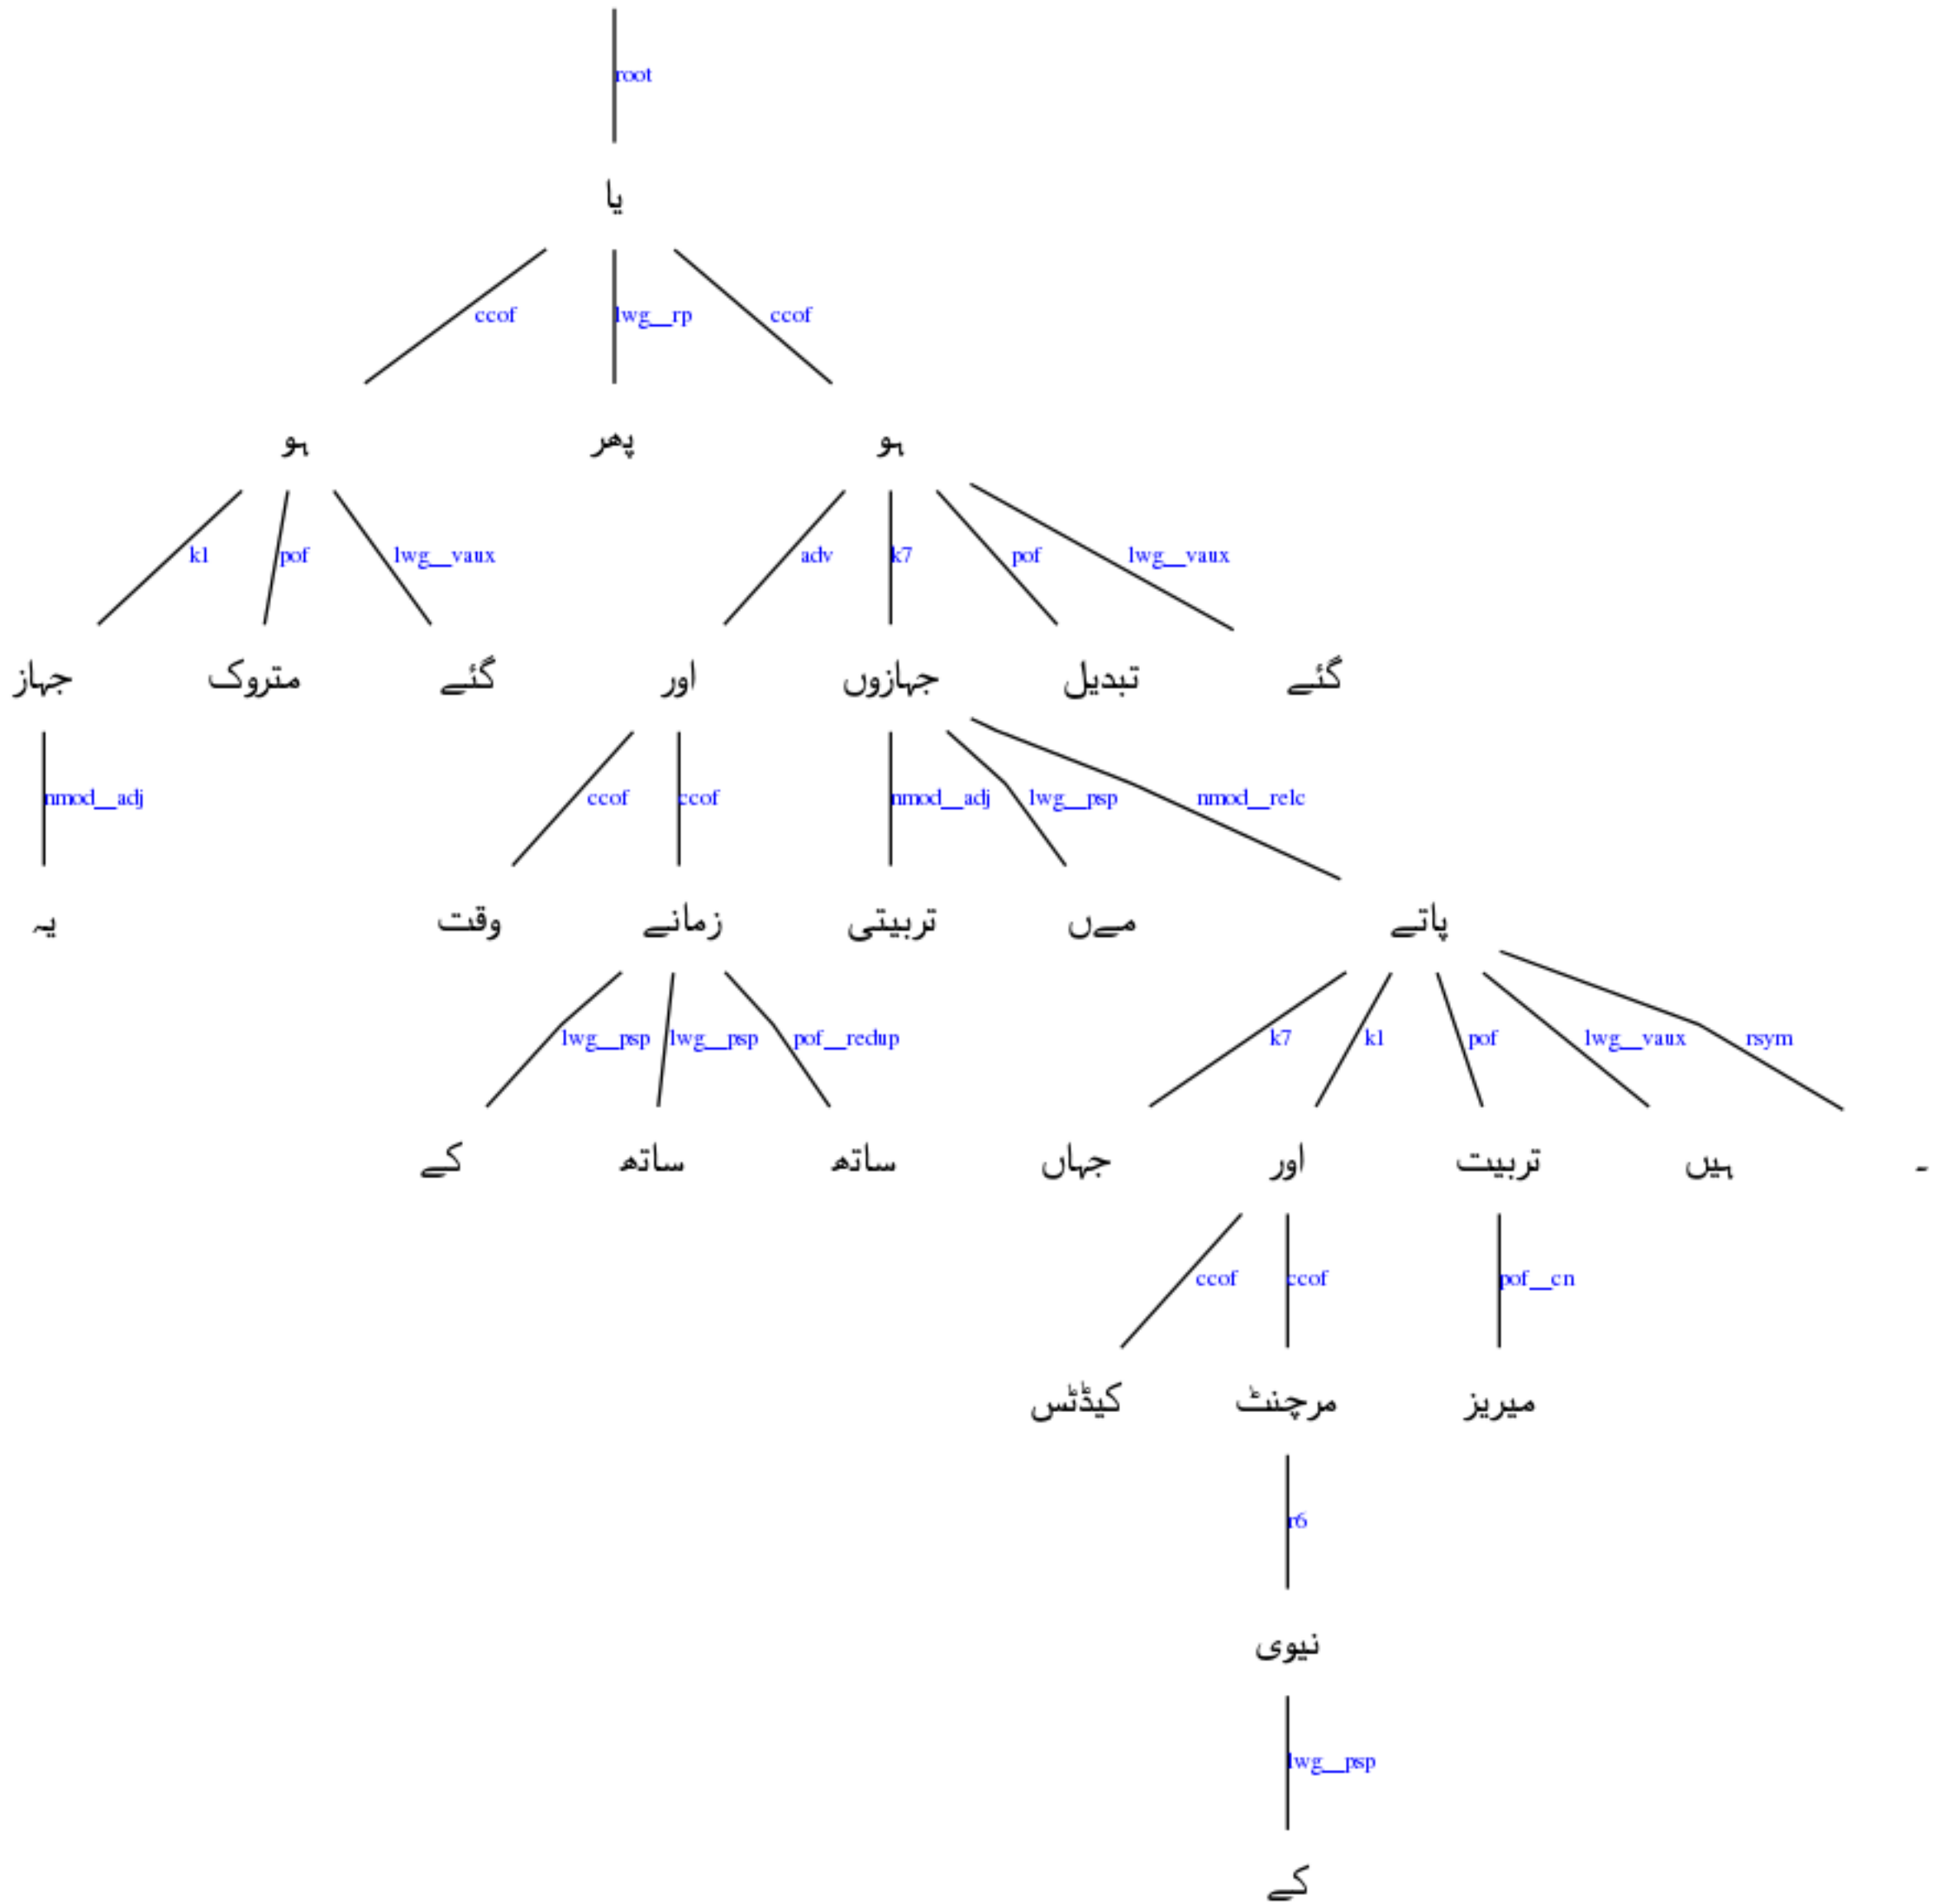 root
یا
ccof lwg__rp ccof
ہو پھر ہو
k1 pof lwg__vaux adv k7 pof lwg__vaux
جہاز متروک گئے اور جہازوں تبدیل گئے
nmod__adj ccof ccof nmod__adj lwg__psp nmod__relc
یہ وقت زمانے تربیتی مےں پاتے
lwg__psp lwg__psp pof__redup k7 k1 pof lwg__vaux rsym
کے ساتھ ساتھ جہاں اور تربیت ہیں ۔
ccof ccof pof__cn
کیڈٹس مرچنٹ میریز
r6
نیوی
lwg__psp
کے